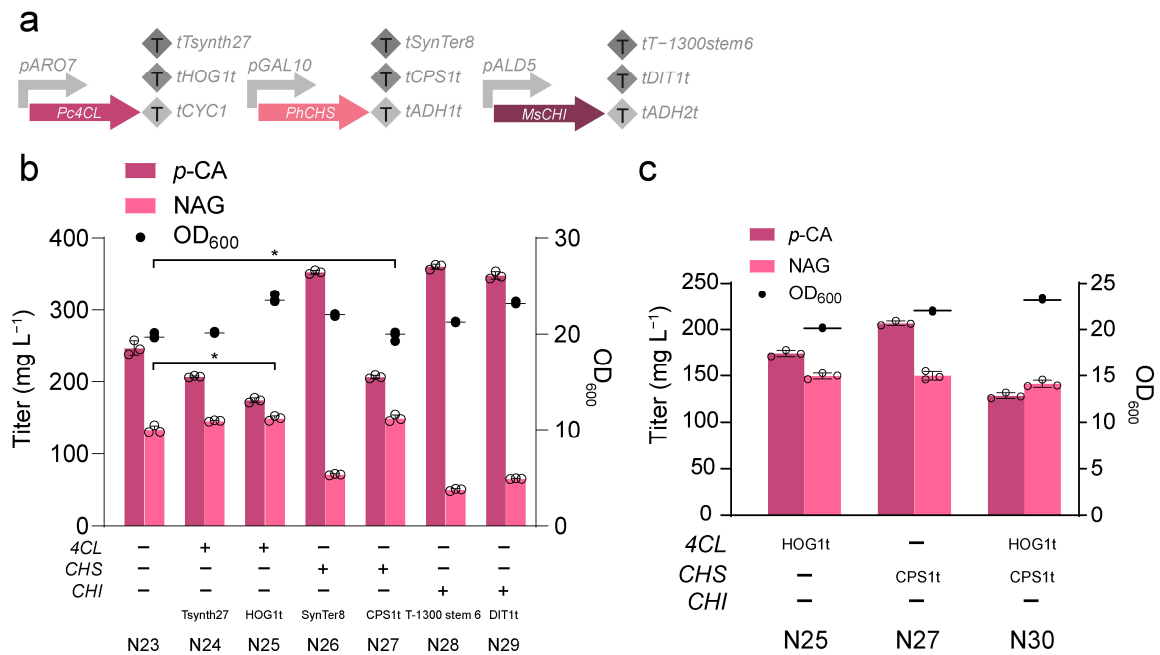 a
tTsynth27
tSynTer8
tT−1300stem6
pARO7
tHOG1t
pGAL10
tCPS1t
pALD5
tDIT1t
Pc4CL
T
T
T
tCYC1
PhCHS
T
T
T
tADH1t
MsCHI
T
T
T
tADH2t
b
p-CA
NAG
OD600
400
300
200
100
0
Titer (mg L−1)
*
*
30
20
10
0
OD600
4CL − + + − − − −
CHS − − − + + − −
CHI − − − − − + +
Tsynth27 HOG1t SynTer8 CPS1t T-1300 stem 6 DIT1t
N23 N24 N25 N26 N27 N28 N29
c
p-CA
NAG
OD600
250
200
150
100
50
0
Titer (mg L−1)
25
20
15
10
5
0
OD600
4CL HOG1t − HOG1t
CHS − CPS1t CPS1t
CHI − − −
N25 N27 N30